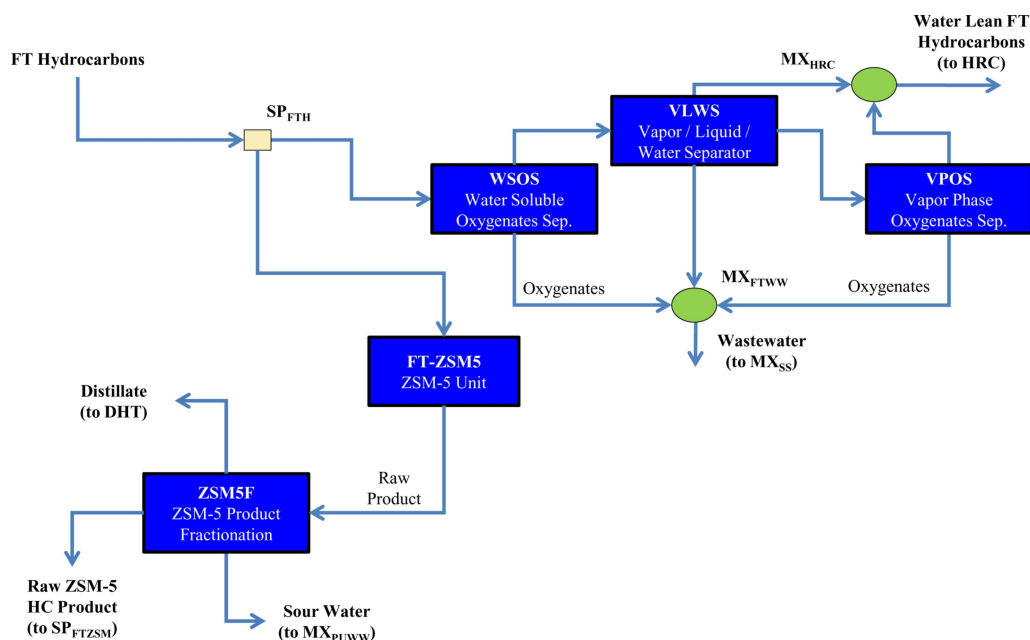 Water Lean FT
Hydrocarbons
(to HRC)
FT Hydrocarbons
MX_HRC
SP_FTH
VLWS
Vapor / Liquid /
Water Separator
WSOS
Water Soluble
Oxygenates Sep.
VPOS
Vapor Phase
Oxygenates Sep.
MX_FTWW
Oxygenates
Oxygenates
Wastewater
(to MX_SS)
FT-ZSM5
ZSM-5 Unit
Distillate
(to DHT)
Raw
Product
ZSM5F
ZSM-5 Product
Fractionation
Raw ZSM-5
HC Product
(to SP_FTZSM)
Sour Water
(to MX_PUWW)